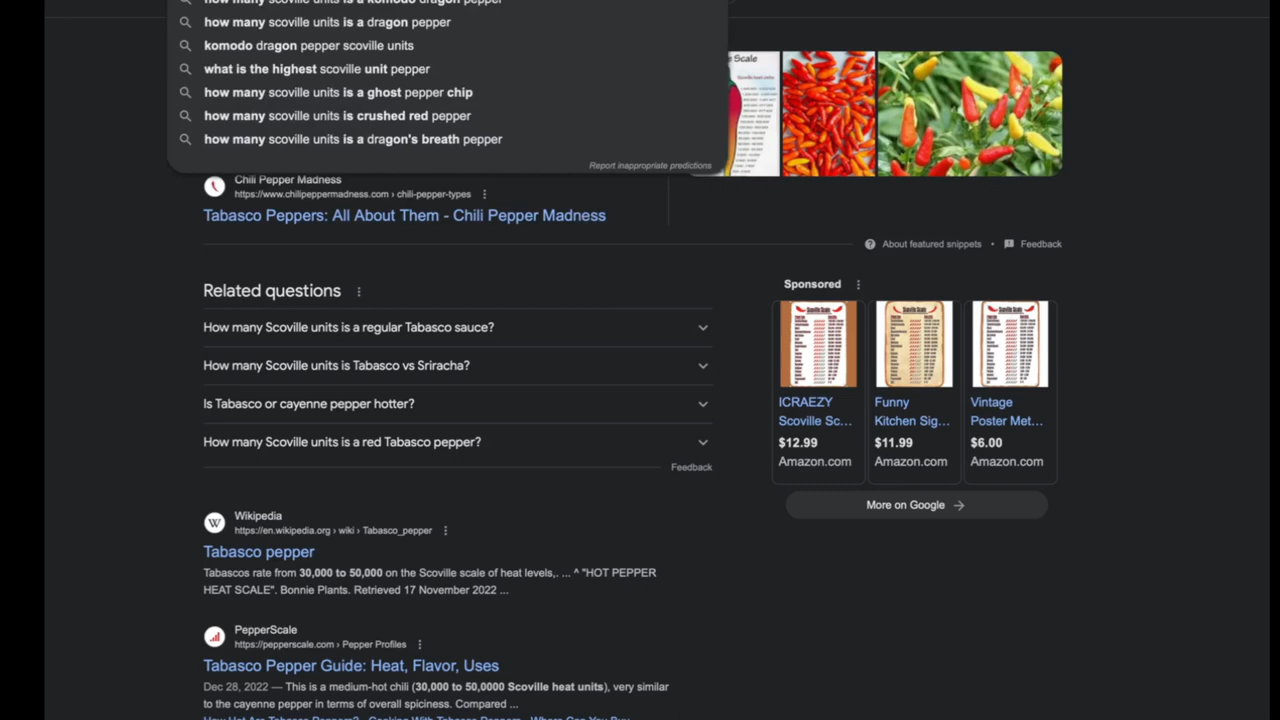 how many scoville units is a komodo dragon pepper
how many scoville units is a dragon pepper
komodo dragon pepper scoville units
what is the highest scoville unit pepper
how many scoville units is a ghost pepper chip
how many scoville units is crushed red pepper
how many scoville units is a dragon's breath pepper
Report inappropriate predictions
Chili Pepper Madness
https://www.chilipeppermadness.com › chili-pepper-types
Tabasco Peppers: All About Them - Chili Pepper Madness
About featured snippets • Feedback
Related questions
How many Scoville units is a regular Tabasco sauce?
How many Scoville units is Tabasco vs Sriracha?
Is Tabasco or cayenne pepper hotter?
How many Scoville units is a red Tabasco pepper?
Feedback
Sponsored
ICRAEZY
Scoville Sc...
$12.99
Amazon.com
Funny
Kitchen Sig...
$11.99
Amazon.com
Vintage
Poster Met...
$6.00
Amazon.com
More on Google
Wikipedia
https://en.wikipedia.org › wiki › Tabasco_pepper
Tabasco pepper
Tabascos rate from 30,000 to 50,000 on the Scoville scale of heat levels,. ... ^ "HOT PEPPER
HEAT SCALE". Bonnie Plants. Retrieved 17 November 2022 ...
PepperScale
https://pepperscale.com › Pepper Profiles
Tabasco Pepper Guide: Heat, Flavor, Uses
Dec 28, 2022 — This is a medium-hot chili (30,000 to 50,0000 Scoville heat units), very similar
to the cayenne pepper in terms of overall spiciness. Compared ...